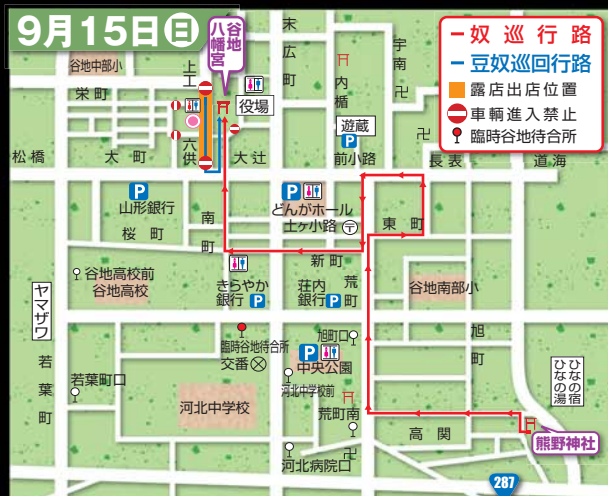 9月15日㊐
谷地
八幡宮
奴巡行路
豆奴巡回行路
露店出店位置
車輌進入禁止
臨時谷地待合所
谷地中部小
栄町
上工
末広町
内楯
宇南
卍
卍
役場
遊蔵
P
松橋
大町
六供
大辻
前小路
長表
道海
P
山形銀行
桜町
南町
P
どんがホール
土ヶ小路
〒
東町
新町
谷地高校前
谷地高校
きらやか
銀行 P
荘内
銀行 P
荒町
谷地南部小
ヤマザワ
若葉町
臨時谷地待合所
交番
旭町口
P
中央公園
旭町
ひなの宿
ひなの湯
若葉町口
河北中学校
河北中学校前
荒町南
卍
高関
熊野神社
河北病院口
287